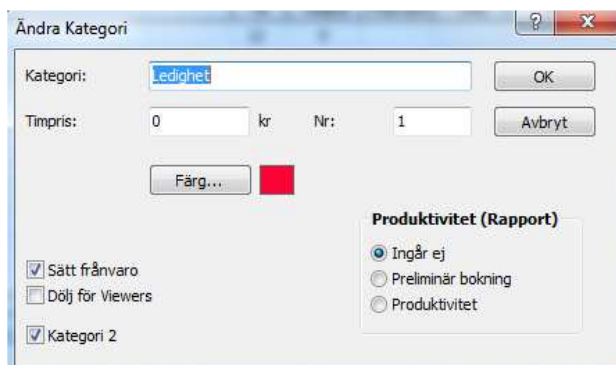 Ändra Kategori
Kategori: Ledighet OK
Timpris: 0 kr Nr: 1 Avbryt
Färg...
Produktivitet (Rapport)
Ingår ej
Sätt frånvaro Preliminär bokning
Dölj för Viewers Produktivitet
Kategori 2